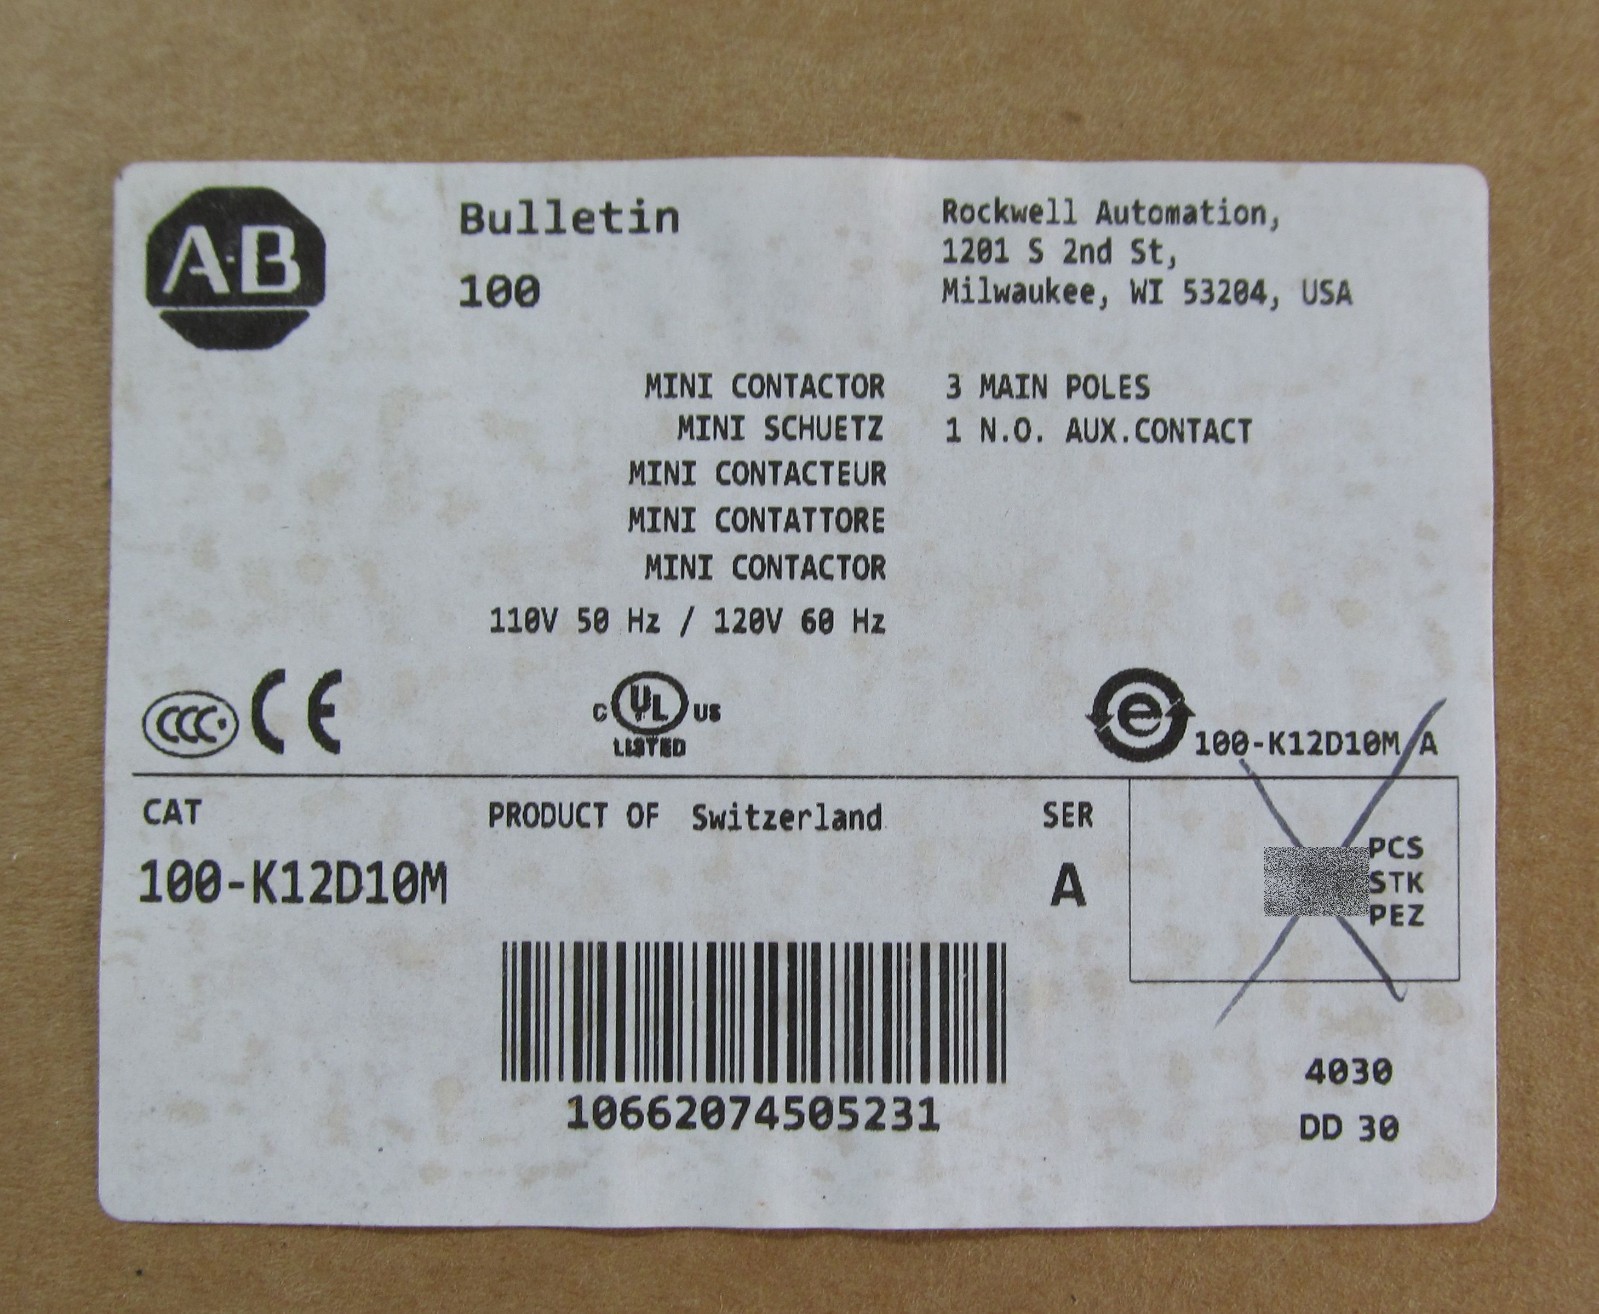 A-B
Bulletin
100
Rockwell Automation,
1201 S 2nd St,
Milwaukee, WI 53204, USA
MINI CONTACTOR
MINI SCHUETZ
MINI CONTACTEUR
MINI CONTATTORE
MINI CONTACTOR
110V 50 Hz / 120V 60 Hz
3 MAIN POLES
1 N.O. AUX.CONTACT
CCC CE
C UL US
LISTED
e
100-K12D10M/A
CAT
100-K12D10M
PRODUCT OF Switzerland
SER
A
PCS
STK
PEZ
10662074505231
4030
DD 30